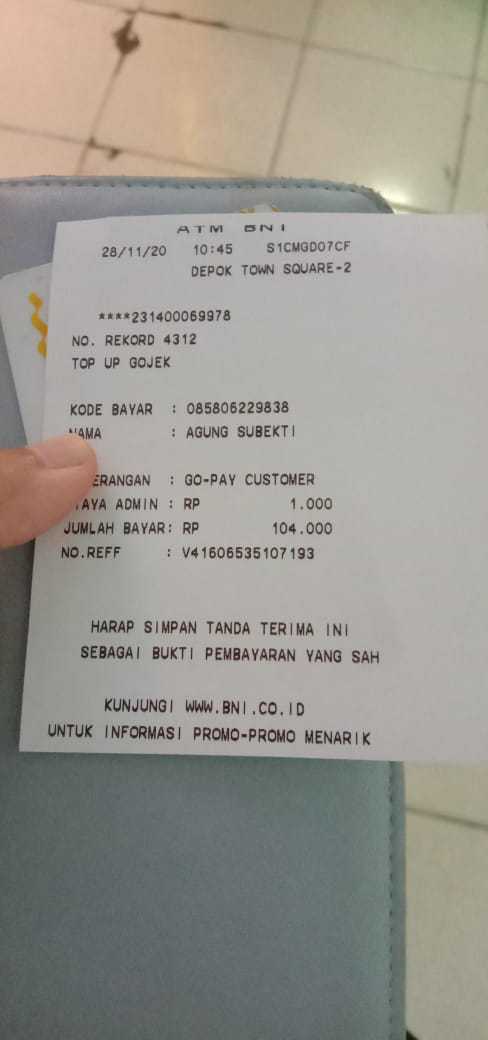 ATM BNI
28/11/20 10:45 S1CMGD07CF
DEPOK TOWN SQUARE-2
****231400069978
NO. REKORD 4312
TOP UP GOJEK
KODE BAYAR : 085806229838
NAMA : AGUNG SUBEKTI
ERANGAN : GO-PAY CUSTOMER
AYA ADMIN : RP 1.000
JUMLAH BAYAR: RP 104.000
NO.REFF : V41606535107193
HARAP SIMPAN TANDA TERIMA INI
SEBAGAI BUKTI PEMBAYARAN YANG SAH
KUNJUNGI WWW.BNI.CO.ID
UNTUK INFORMASI PROMO-PROMO MENARIK